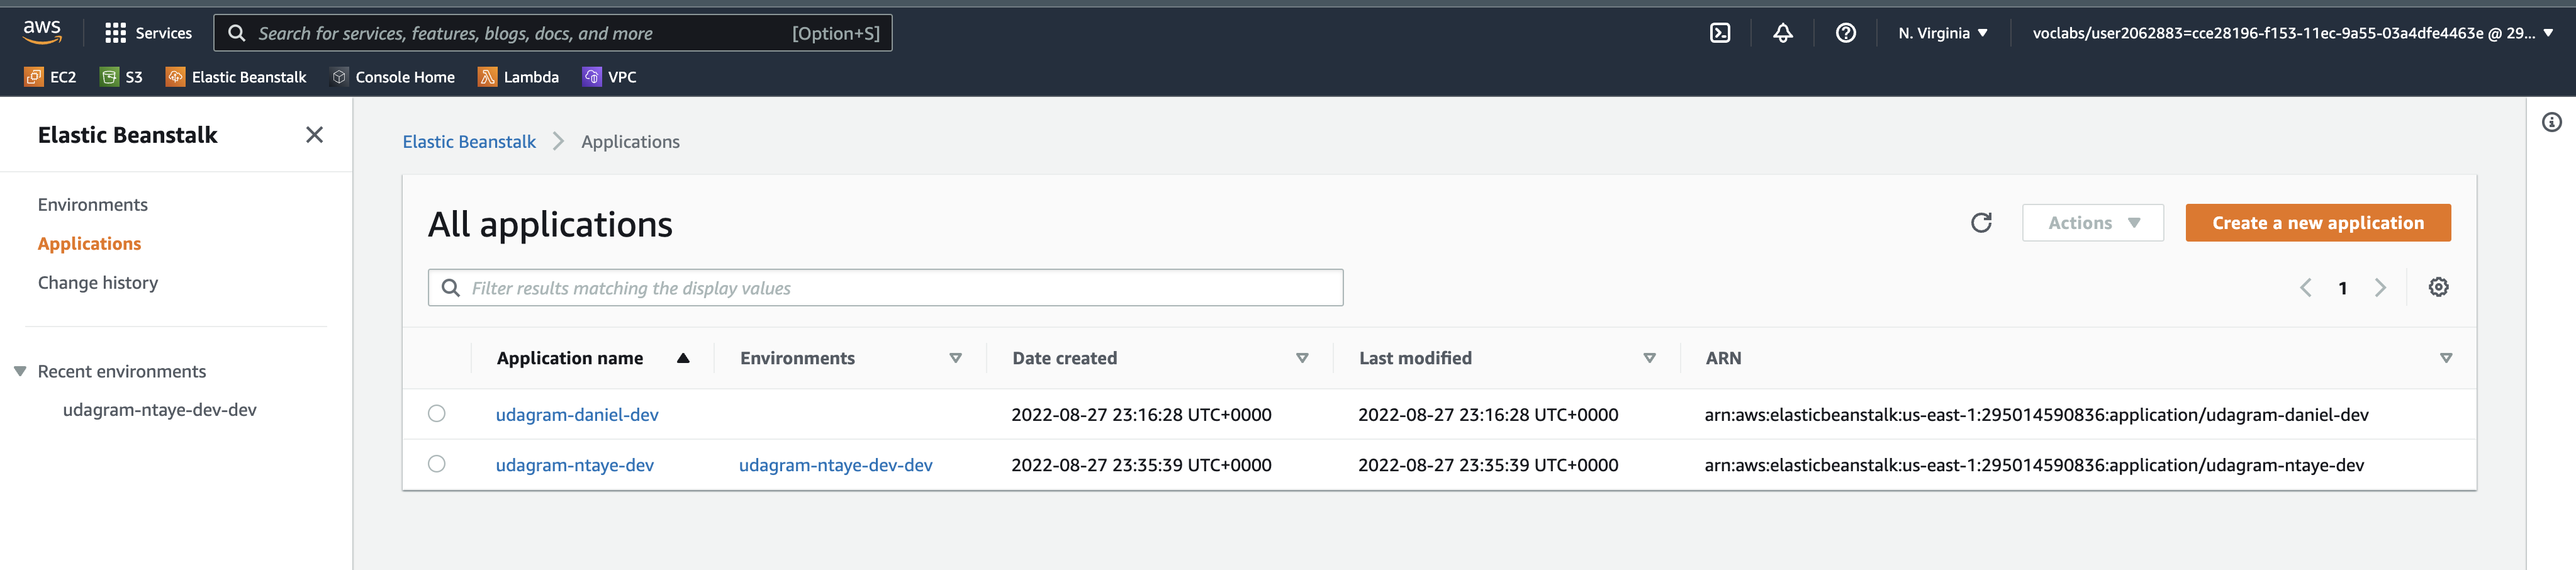 aws
Services
Search for services, features, blogs, docs, and more [Option+S]
N. Virginia
voclabs/user2062883=cce28196-f153-11ec-9a55-03a4dfe4463e @ 29...
EC2 S3 Elastic Beanstalk Console Home Lambda VPC
Elastic Beanstalk
Environments
Applications
Change history
Recent environments
udagram-ntaye-dev-dev
Elastic Beanstalk Applications
All applications
Actions
Create a new application
Filter results matching the display values
1
Application name Environments Date created Last modified ARN
udagram-daniel-dev 2022-08-27 23:16:28 UTC+0000 2022-08-27 23:16:28 UTC+0000 arn:aws:elasticbeanstalk:us-east-1:295014590836:application/udagram-daniel-dev
udagram-ntaye-dev udagram-ntaye-dev-dev 2022-08-27 23:35:39 UTC+0000 2022-08-27 23:35:39 UTC+0000 arn:aws:elasticbeanstalk:us-east-1:295014590836:application/udagram-ntaye-dev